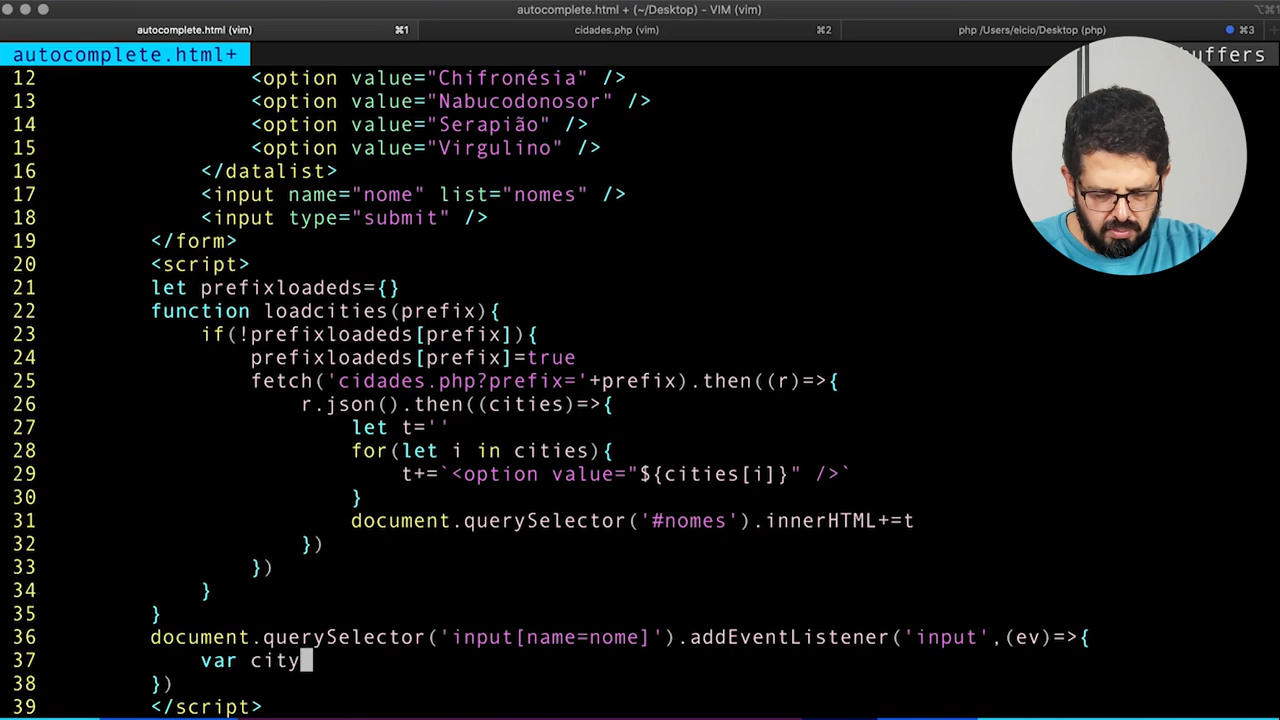 autocomplete.html + (~/Desktop) - VIM (vim)
autocomplete.html (vim) ⌘1 cidades.php (vim) ⌘2 php /Users/elcio/Desktop (php) ⌘3
autocomplete.html+ buffers
12 <option value="Chifronésia" />
13 <option value="Nabucodonosor" />
14 <option value="Serapião" />
15 <option value="Virgulino" />
16 </datalist>
17 <input name="nome" list="nomes" />
18 <input type="submit" />
19 </form>
20 <script>
21 let prefixloadeds={}
22 function loadcities(prefix){
23 if(!prefixloadeds[prefix]){
24 prefixloadeds[prefix]=true
25 fetch('cidades.php?prefix='+prefix).then((r)=>{
26 r.json().then((cities)=>{
27 let t=''
28 for(let i in cities){
29 t+=`<option value="${cities[i]}" />`
30 }
31 document.querySelector('#nomes').innerHTML+=t
32 })
33 })
34 }
35 }
36 document.querySelector('input[name=nome]').addEventListener('input',(ev)=>{
37 var city
38 })
39 </script>